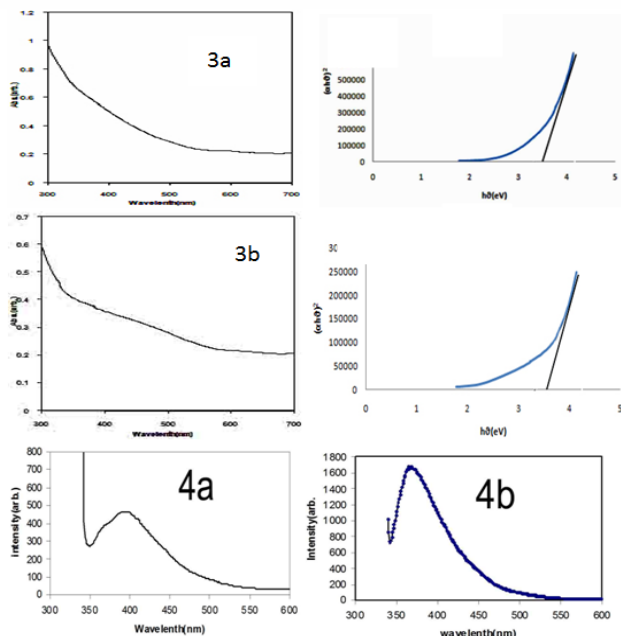 1.2
1
0.8
0.6
0.4
0.2
0
300 400 500 600 700
Wavelenth(nm)
3a
(αhϑ)²
500000
400000
300000
200000
100000
0
0 1 2 3 4 5
hϑ(eV)
0.7
0.6
0.5
0.4
0.3
0.2
0.1
0
300 400 500 600 700
Wavelenth(nm)
3b
(αhϑ)²
250000
200000
150000
100000
50000
0
0 1 2 3 4 5
hϑ(eV)
intensity(arb.)
800
700
600
500
400
300
200
100
0
300 350 400 450 500 550 600
Wavelenth(nm)
4a
Intensity(arb.
1800
1600
1400
1200
1000
800
600
400
200
0
300 350 400 450 500 550 600
wavelenth(nm)
4b